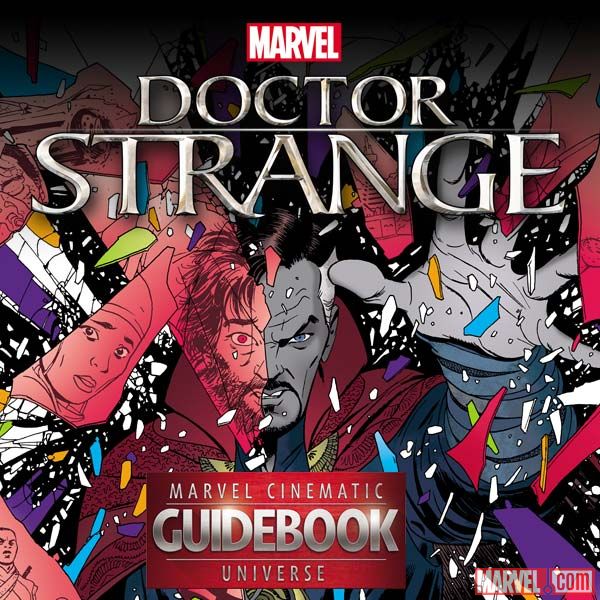 MARVEL
DOCTOR
STRANGE
MARVEL CINEMATIC
GUIDEBOOK
UNIVERSE
MARVEL.com